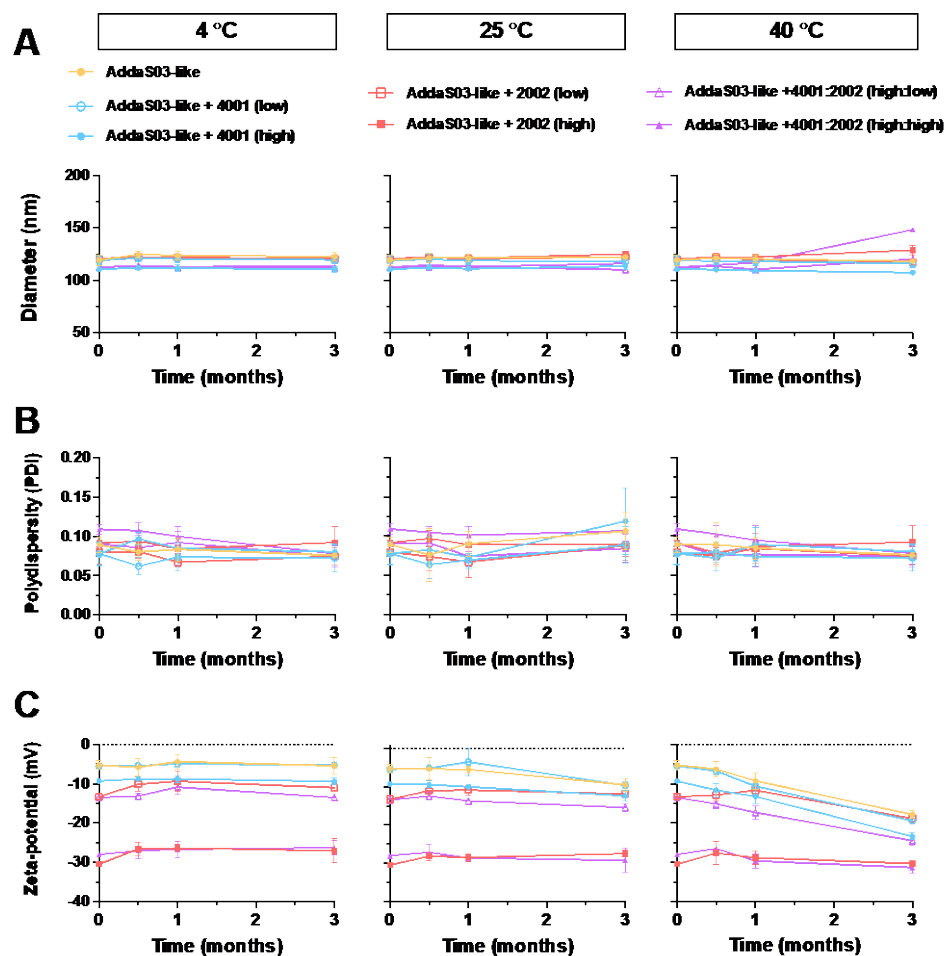 A
4 °C
25 °C
40 °C
AddaS03-like
AddaS03-like + 4001 (low)
AddaS03-like + 4001 (high)
AddaS03-like + 2002 (low)
AddaS03-like + 2002 (high)
AddaS03-like +4001:2002 (high:low)
AddaS03-like +4001:2002 (high:high)
Diameter (nm)
200
150
100
50
0 1 2 3
0 1 2 3
0 1 2 3
Time (months)
Time (months)
Time (months)
B
Polydispersity (PDI)
0.20
0.15
0.10
0.05
0.00
0 1 2 3
0 1 2 3
0 1 2 3
Time (months)
Time (months)
Time (months)
C
Zeta-potential (mV)
0
-10
-20
-30
-40
0 1 2 3
0 1 2 3
0 1 2 3
Time (months)
Time (months)
Time (months)